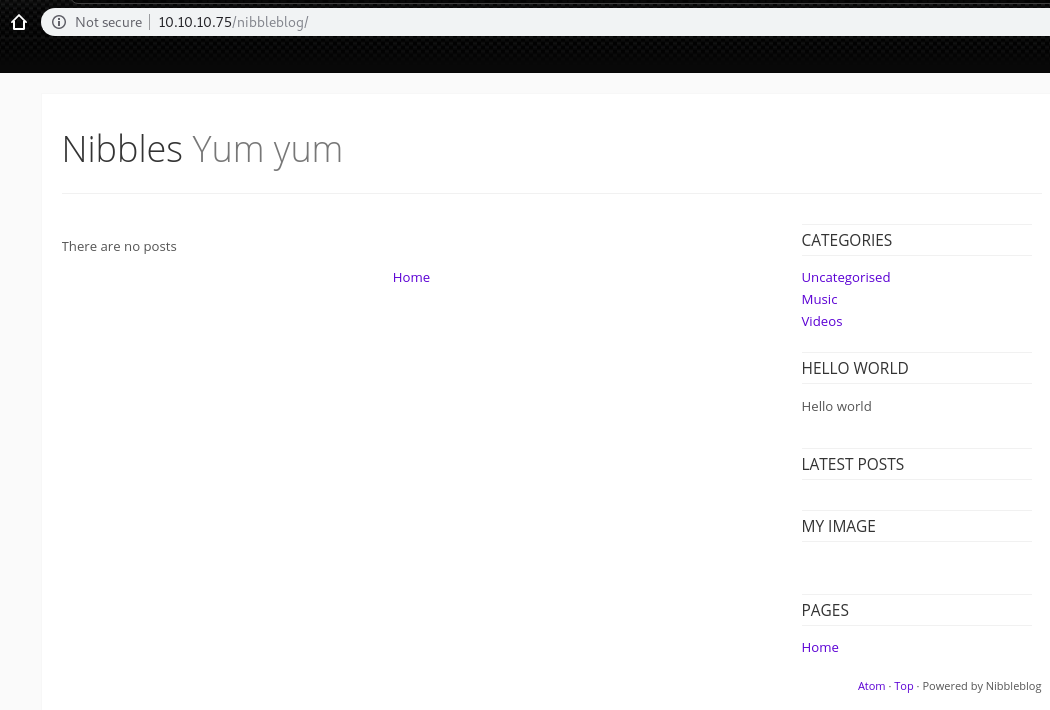 Not secure 10.10.10.75/nibbleblog/
Nibbles Yum yum
There are no posts
Home
CATEGORIES
Uncategorised
Music
Videos
HELLO WORLD
Hello world
LATEST POSTS
MY IMAGE
PAGES
Home
Atom · Top · Powered by Nibbleblog